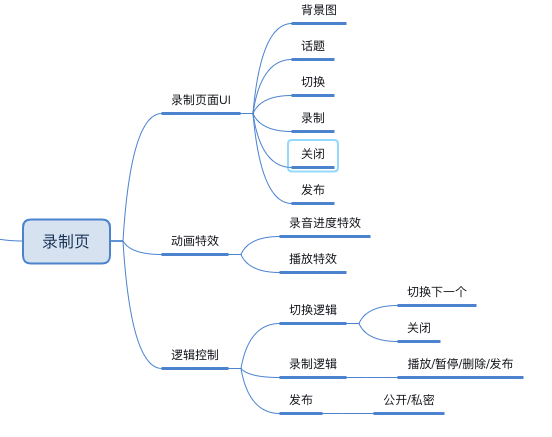 录制页
录制页面UI
背景图
话题
切换
录制
关闭
发布
动画特效
录音进度特效
播放特效
逻辑控制
切换逻辑
切换下一个
关闭
录制逻辑
播放/暂停/删除/发布
发布
公开/私密